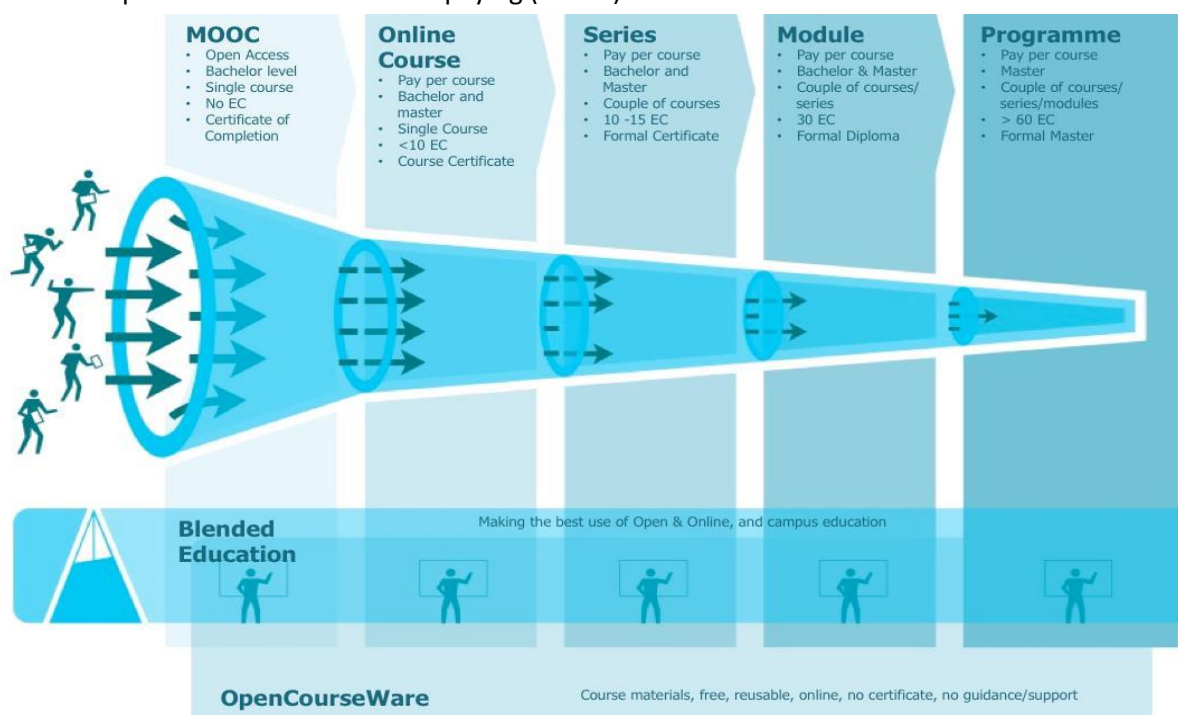 MOOC
• Open Access
• Bachelor level
• Single course
• No EC
• Certificate of
Completion
Online
Course
• Pay per course
• Bachelor and
master
• Single Course
• <10 EC
• Course Certificate
Series
• Pay per course
• Bachelor and
Master
• Couple of courses
• 10 -15 EC
• Formal Certificate
Module
• Pay per course
• Bachelor & Master
• Couple of courses/
series
• 30 EC
• Formal Diploma
Programme
• Pay per course
• Master
• Couple of courses/
series/modules
• > 60 EC
• Formal Master
Blended
Education
Making the best use of Open & Online, and campus education
OpenCourseWare
Course materials, free, reusable, online, no certificate, no guidance/support